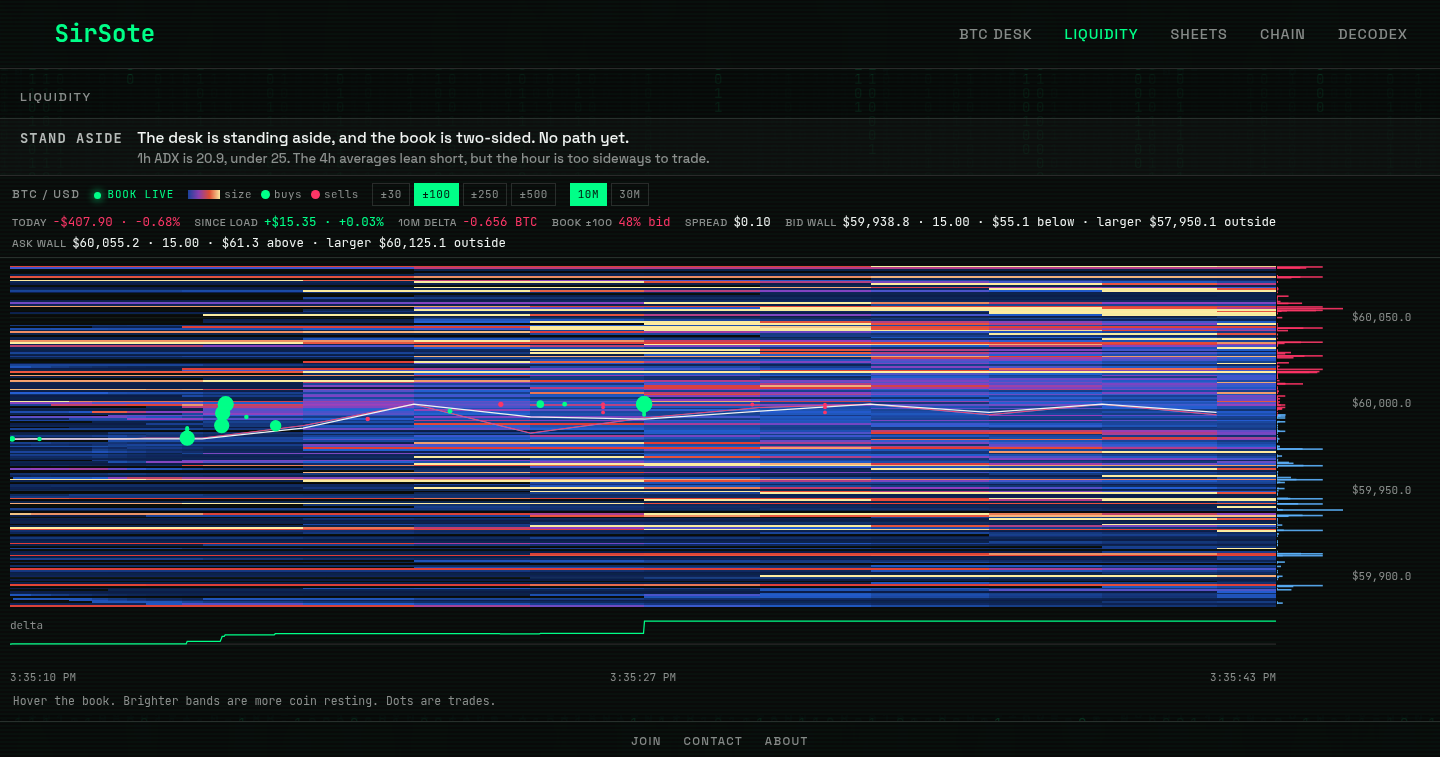 SirSote
BTC DESK LIQUIDITY SHEETS CHAIN DECODEX
LIQUIDITY
STAND ASIDE The desk is standing aside, and the book is two-sided. No path yet.
1h ADX is 20.9, under 25. The 4h averages lean short, but the hour is too sideways to trade.
BTC / USD BOOK LIVE size buys sells ±30 ±100 ±250 ±500 10M 30M
TODAY -$407.90 · -0.68% SINCE LOAD +$15.35 · +0.03% 10M DELTA -0.656 BTC BOOK ±100 48% bid SPREAD $0.10 BID WALL $59,938.8 · 15.00 · $55.1 below · larger $57,950.1 outside
ASK WALL $60,055.2 · 15.00 · $61.3 above · larger $60,125.1 outside
$60,050.0
$60,000.0
$59,950.0
$59,900.0
delta
3:35:10 PM 3:35:27 PM 3:35:43 PM
Hover the book. Brighter bands are more coin resting. Dots are trades.
JOIN CONTACT ABOUT